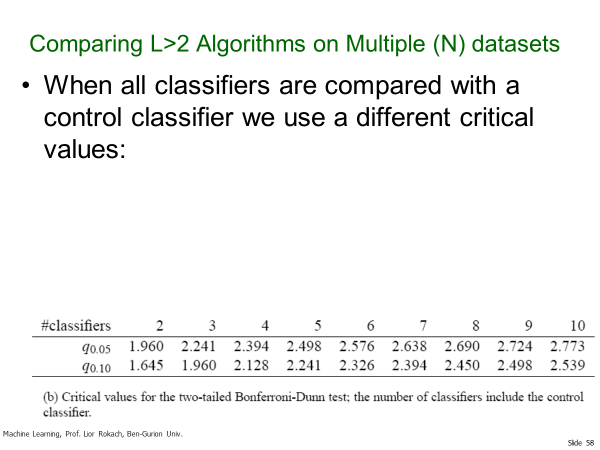 Comparing L>2 Algorithms on Multiple (N) datasets
• When all classifiers are compared with a
control classifier we use a different critical
values:
#classifiers 2 3 4 5 6 7 8 9 10
q0.05 1.960 2.241 2.394 2.498 2.576 2.638 2.690 2.724 2.773
q0.10 1.645 1.960 2.128 2.241 2.326 2.394 2.450 2.498 2.539
(b) Critical values for the two-tailed Bonferroni-Dunn test; the number of classifiers include the control
classifier.
Machine Learning, Prof. Lior Rokach, Ben-Gurion Univ.
Slide 58